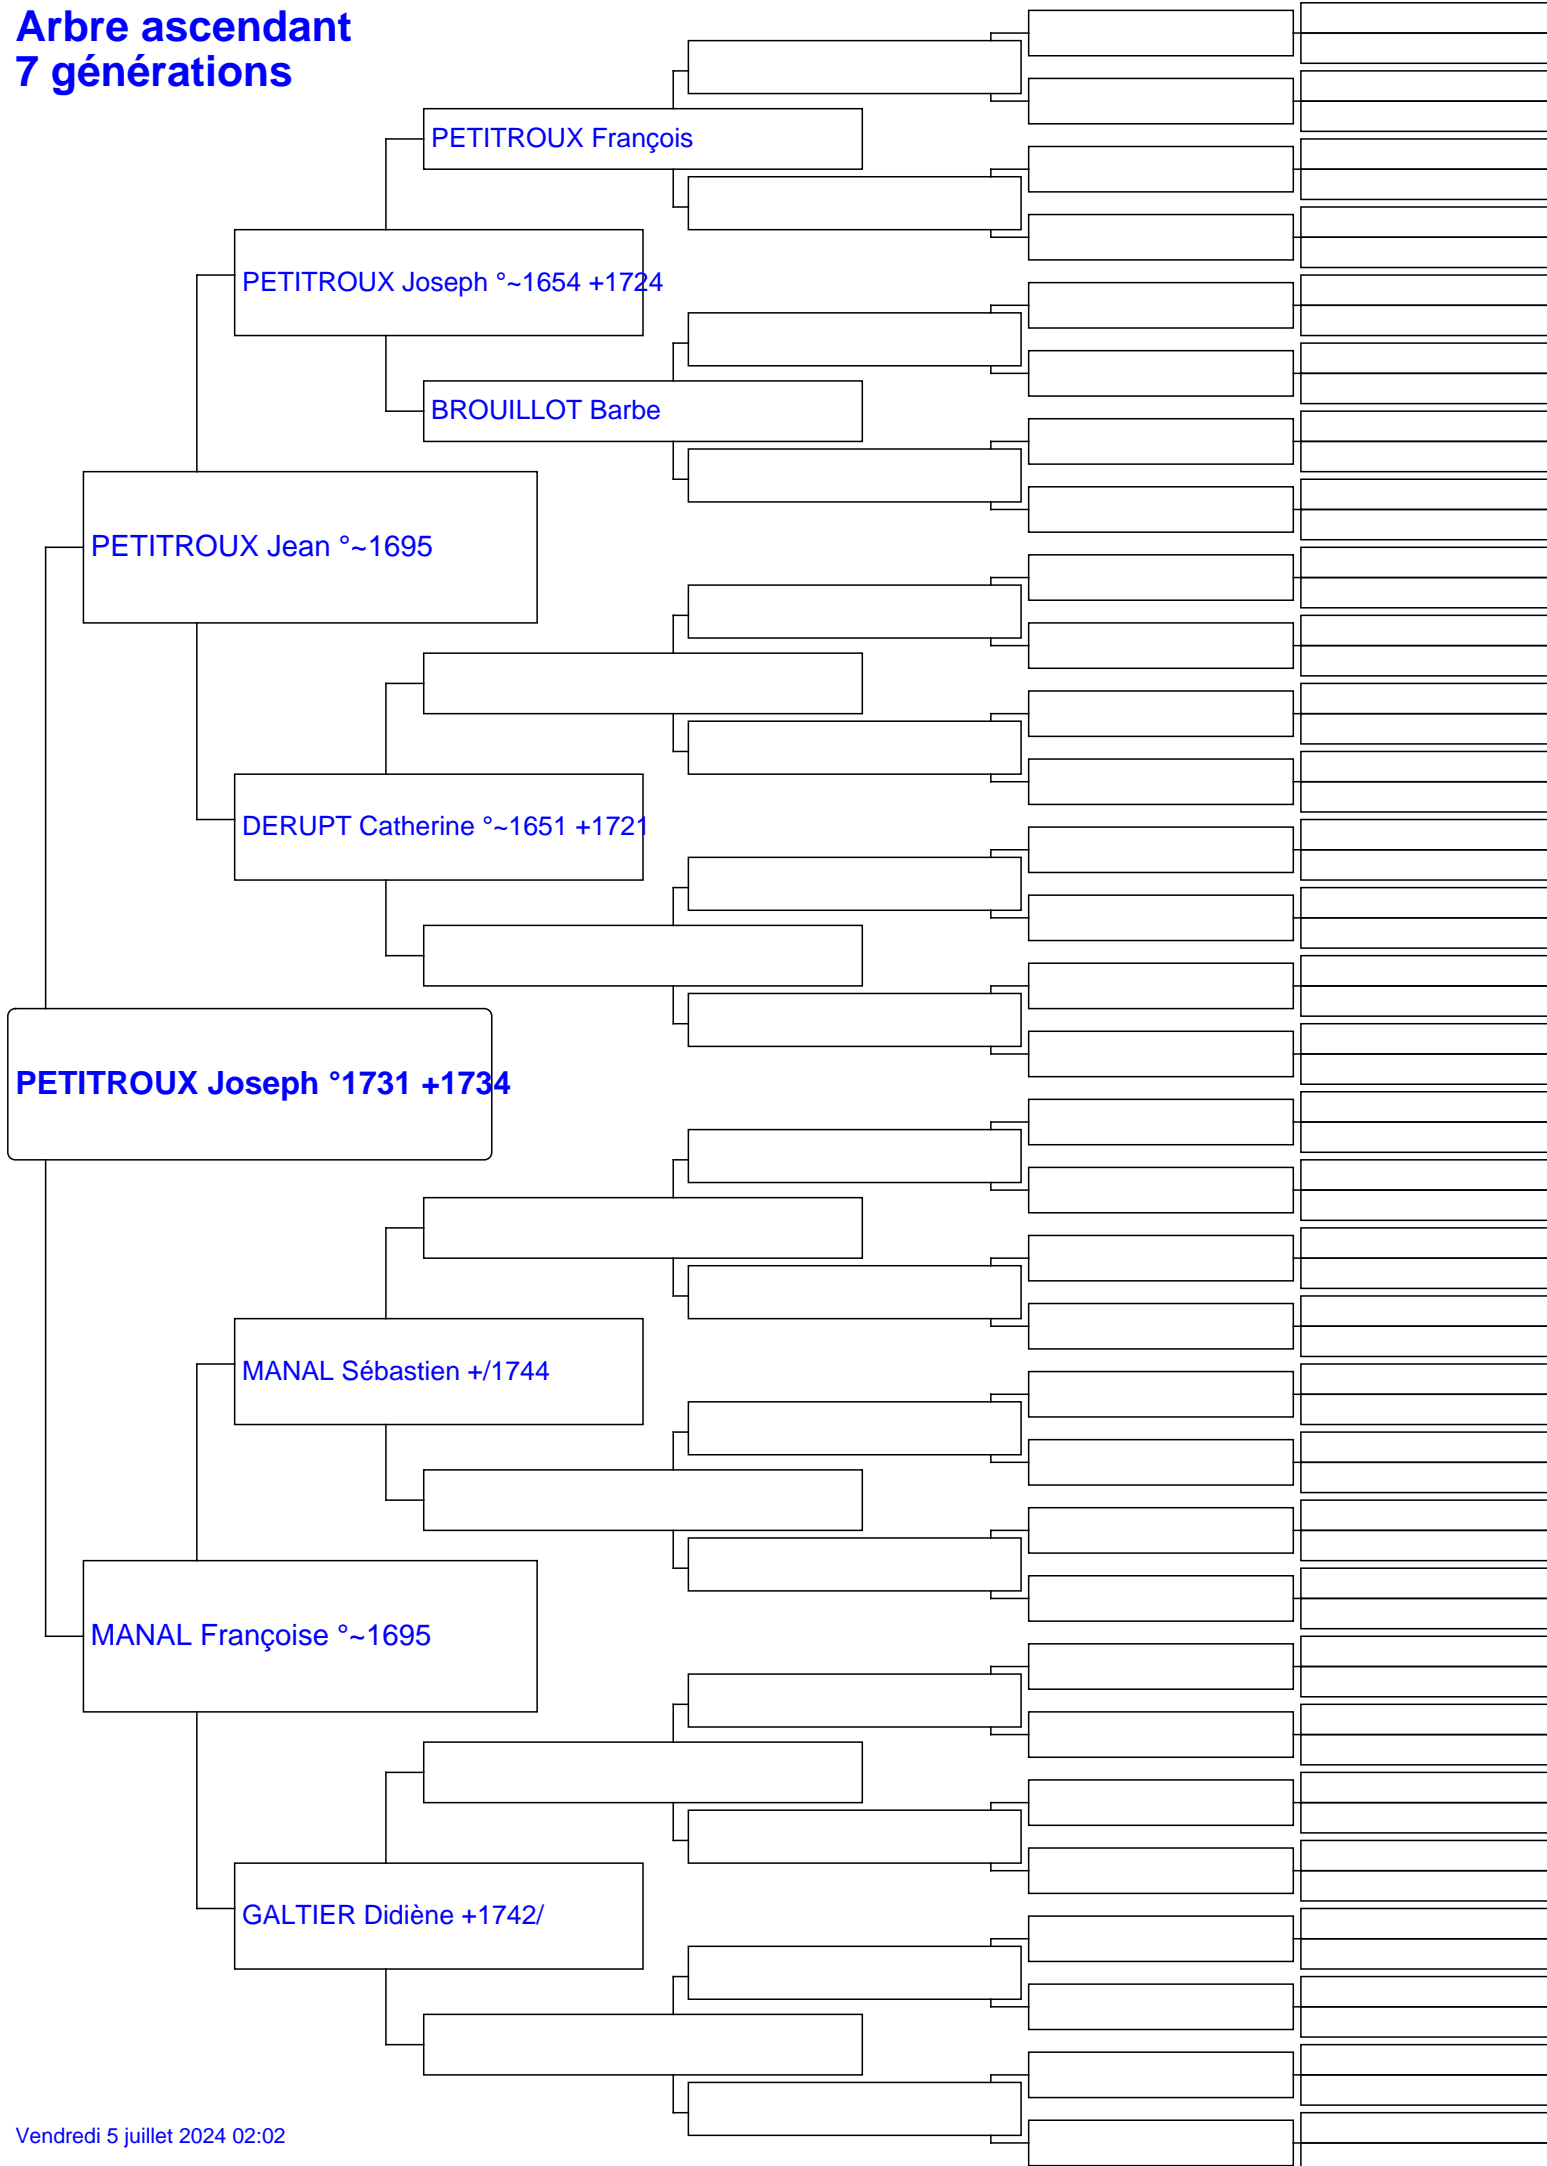 Arbre ascendant
7 générations
PETITROUX François
PETITROUX Joseph °~1654 +1724
BROUILLOT Barbe
PETITROUX Jean °~1695
DERUPT Catherine °~1651 +1721
PETITROUX Joseph °1731 +1734
MANAL Sébastien +/1744
MANAL Françoise °~1695
GALTIER Didiène +1742/
Vendredi 5 juillet 2024 02:02